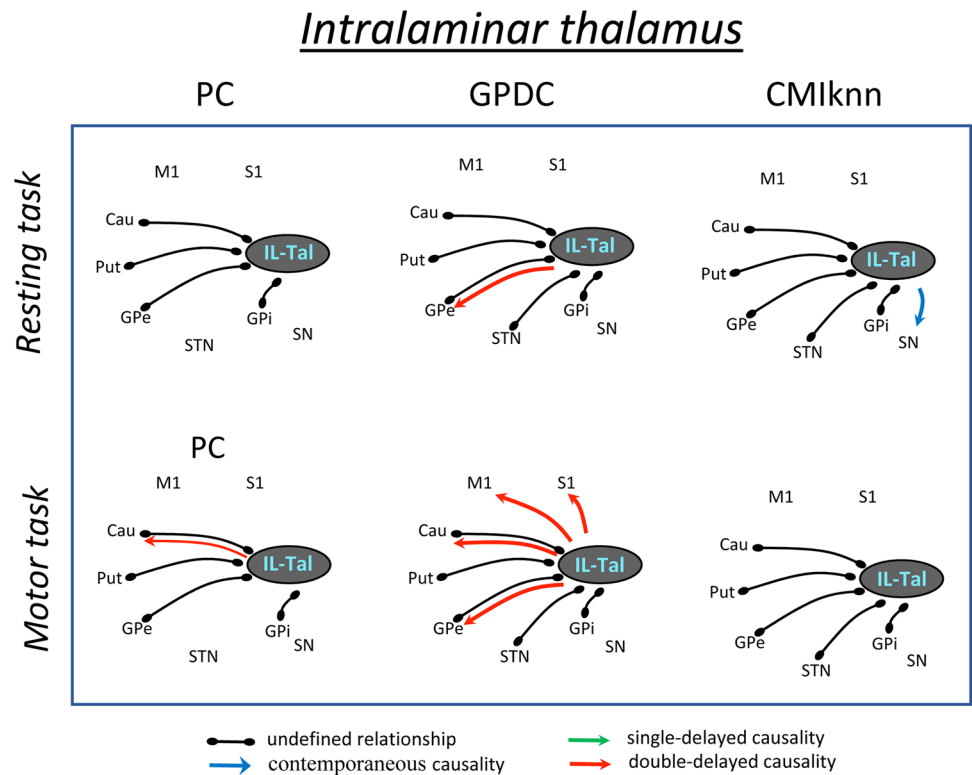 Intralaminar thalamus
PC GPDC CMIknn
Resting task
M1 S1
Cau
IL-Tal
Put
GPe
GPi
STN
SN
M1 S1
Cau
IL-Tal
Put
GPe
GPi
STN
SN
M1 S1
Cau
IL-Tal
Put
GPe
GPi
STN
SN
Motor task
PC
M1 S1
Cau
IL-Tal
Put
GPe
GPi
STN
SN
M1 S1
Cau
IL-Tal
Put
GPe
GPi
STN
SN
M1 S1
Cau
IL-Tal
Put
GPe
GPi
STN
SN
undefined relationship
single-delayed causality
contemporaneous causality
double-delayed causality